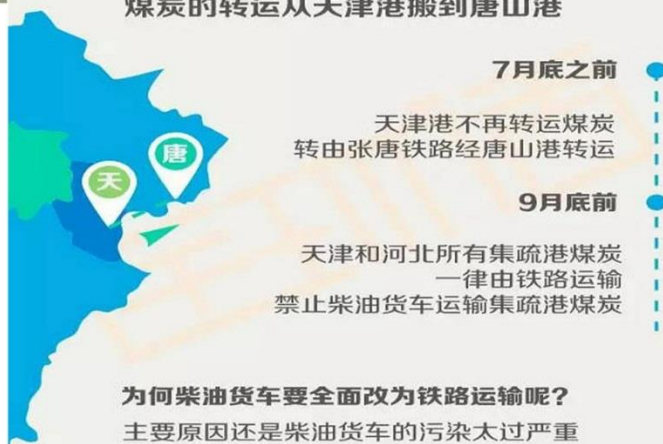 煤炭的转运从天津港搬到唐山港
7月底之前
天津港不再转运煤炭
转由张唐铁路经唐山港转运
唐
天
9月底前
天津和河北所有集疏港煤炭
一律由铁路运输
禁止柴油货车运输集疏港煤炭
为何柴油货车要全面改为铁路运输呢?
主要原因还是柴油货车的污染太过严重